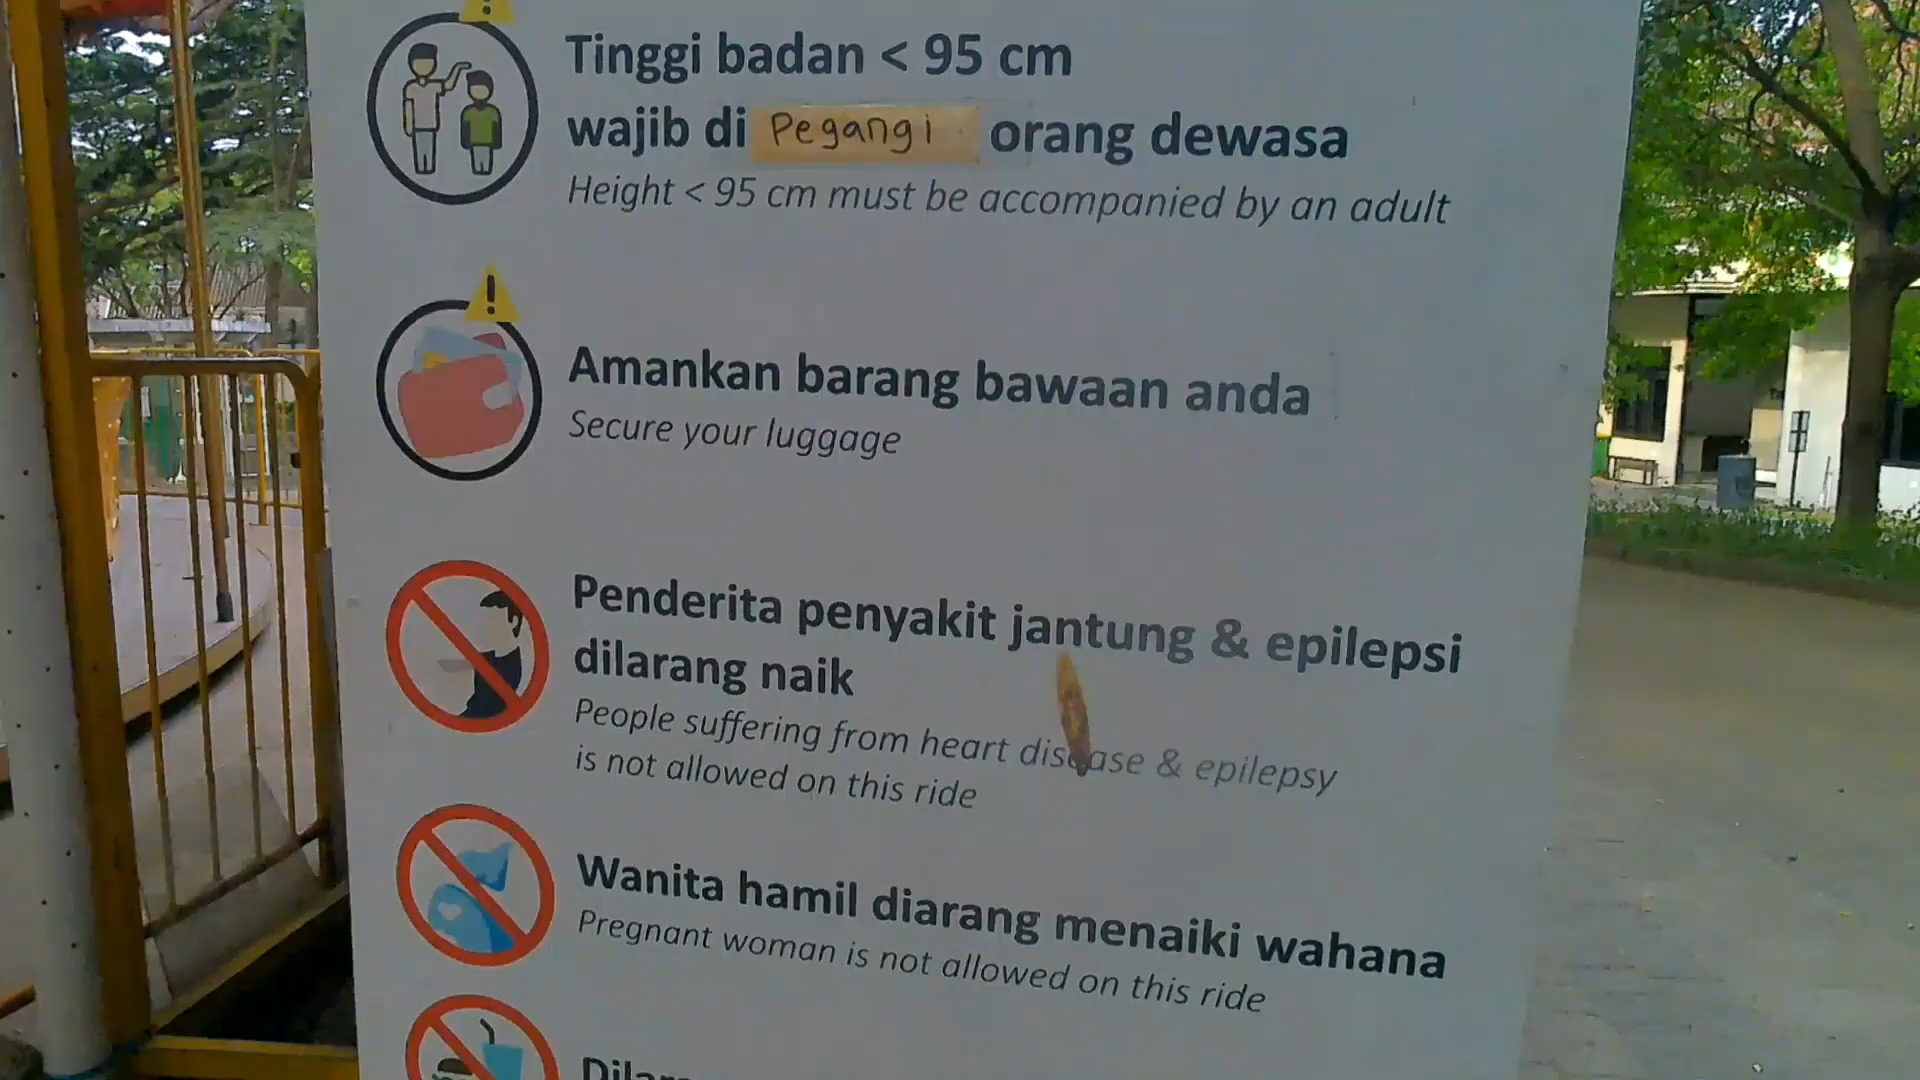 Tinggi badan < 95 cm
wajib di Pegangi orang dewasa
Height < 95 cm must be accompanied by an adult
Amankan barang bawaan anda
Secure your luggage
Penderita penyakit jantung & epilepsi
dilarang naik
People suffering from heart disease & epilepsy
is not allowed on this ride
Wanita hamil diarang menaiki wahana
Pregnant woman is not allowed on this ride